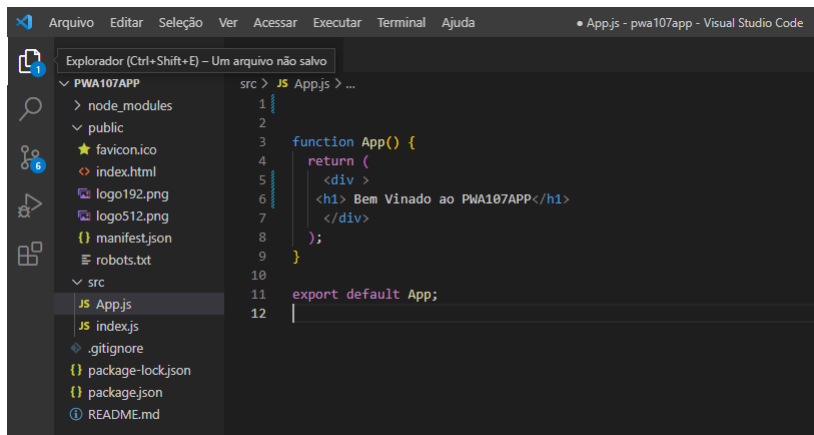 Arquivo Editar Seleção Ver Acessar Executar Terminal Ajuda ● App.js - pwa107app - Visual Studio Code
1 Explorador (Ctrl+Shift+E) – Um arquivo não salvo
PWA107APP
node_modules
public
favicon.ico
index.html
logo192.png
logo512.png
{} manifest.json
robots.txt
src
JS App.js
JS index.js
.gitignore
{} package-lock.json
{} package.json
README.md
6
src > JS App.js > ...
1
2
3 function App() {
4 return (
5 <div >
6 <h1> Bem Vinado ao PWA107APP</h1>
7 </div>
8 );
9 }
10
11 export default App;
12